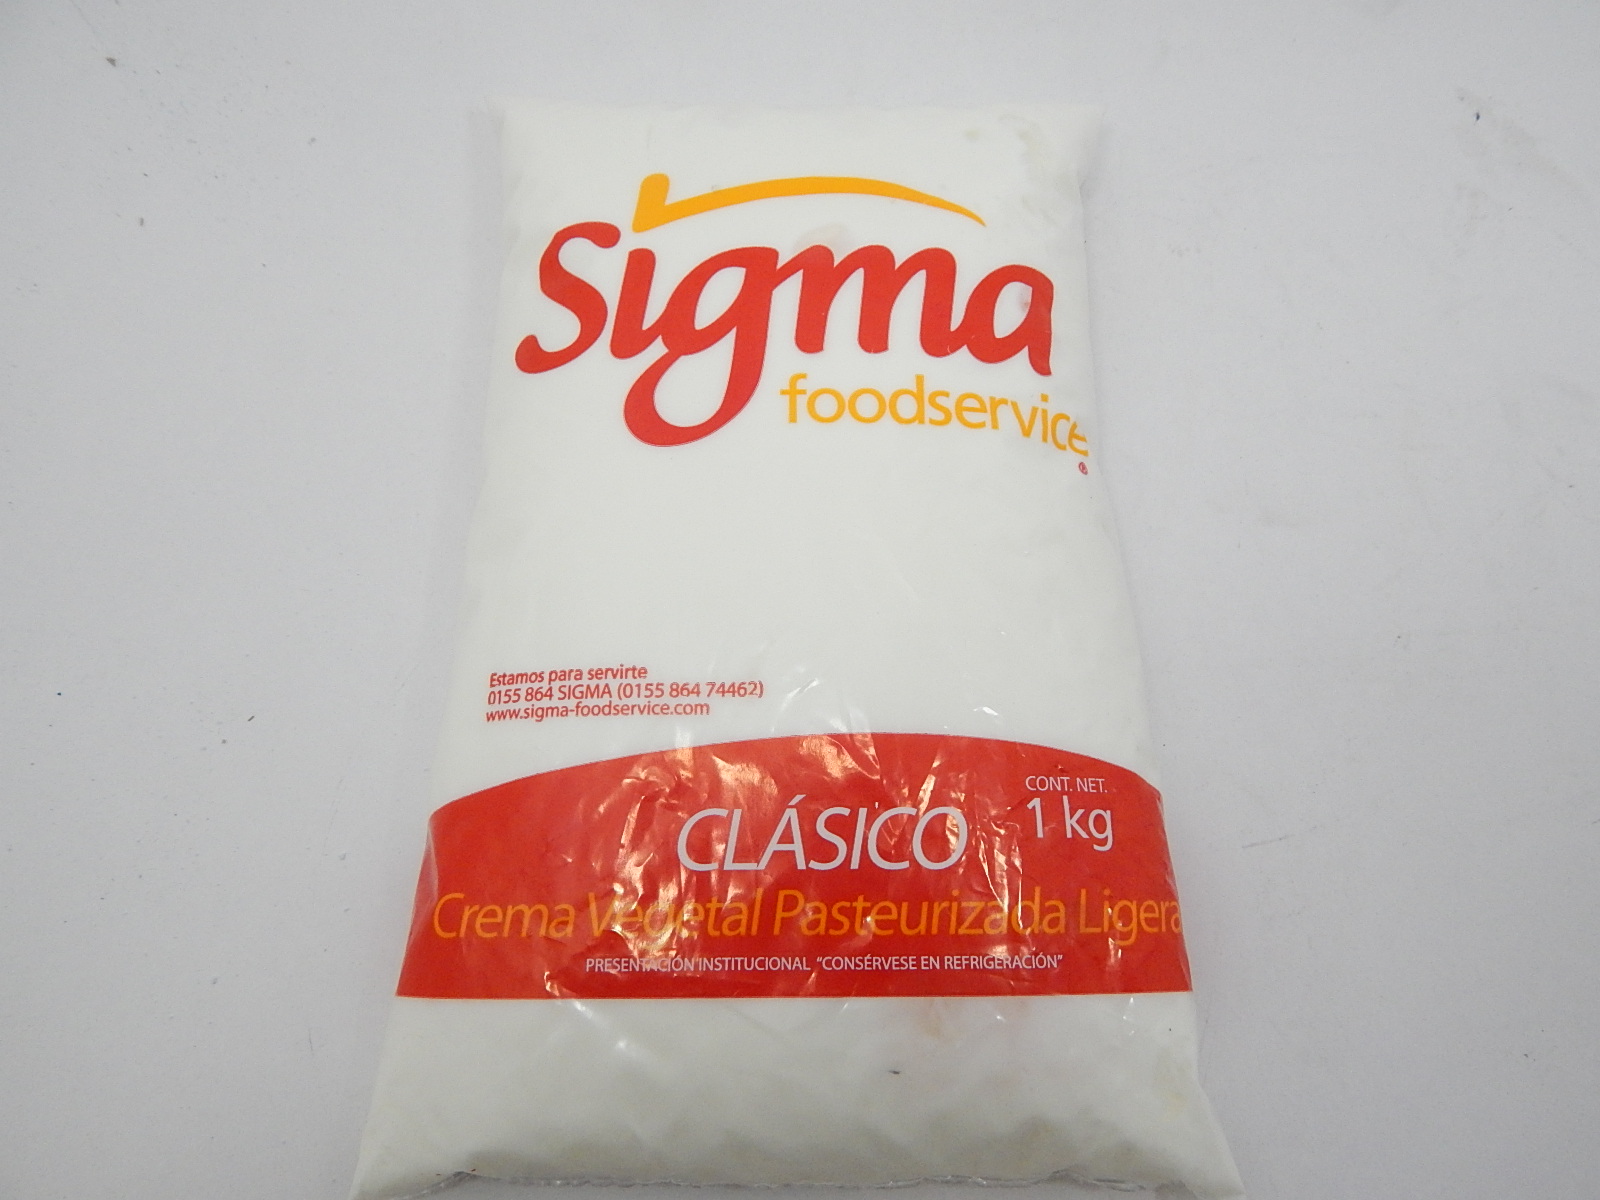 Sigma
foodservice
®
Estamos para servirte
0155 864 SIGMA (0155 864 74462)
www.sigma-foodservice.com
CONT. NET.
1 kg
CLÁSICO
Crema Vegetal Pasteurizada Ligera
PRESENTACIÓN INSTITUCIONAL "CONSÉRVESE EN REFRIGERACIÓN"